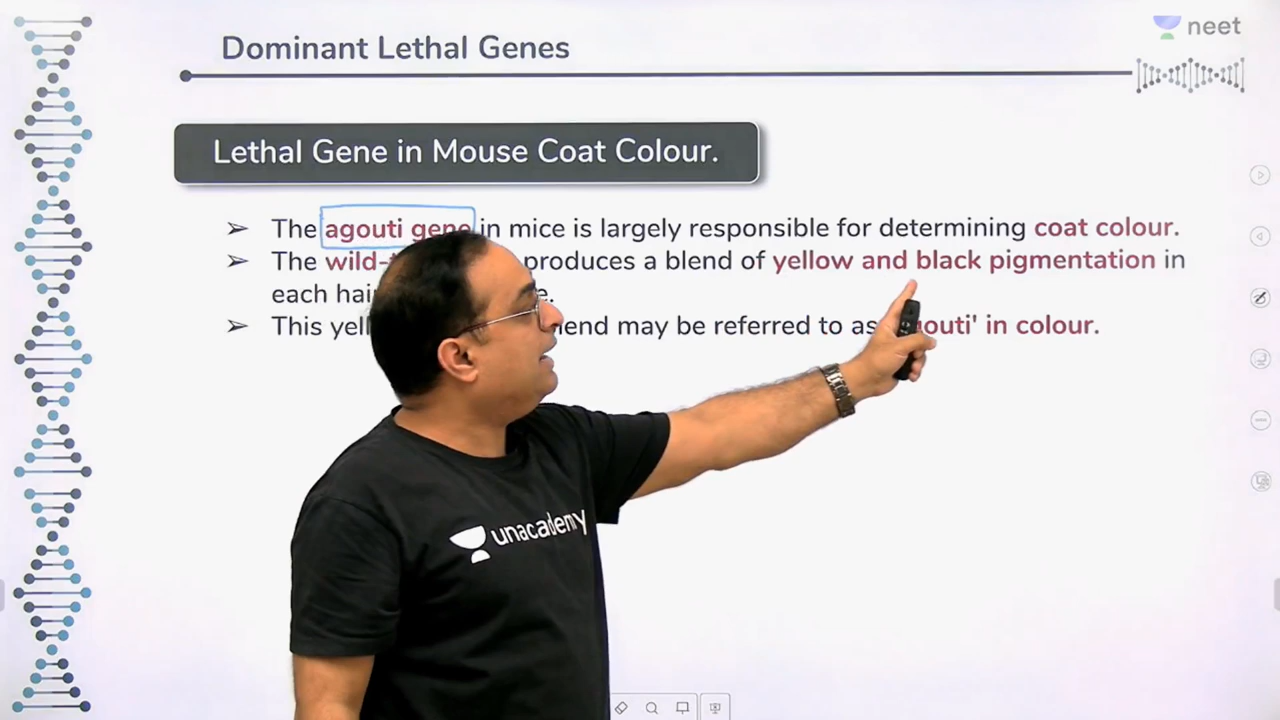 neet
Dominant Lethal Genes
Lethal Gene in Mouse Coat Colour.
➢ The agouti gene in mice is largely responsible for determining coat colour.
➢ The wild- produces a blend of yellow and black pigmentation in
each hai e.
➢ This yel lend may be referred to as outi' in colour.
unacademy